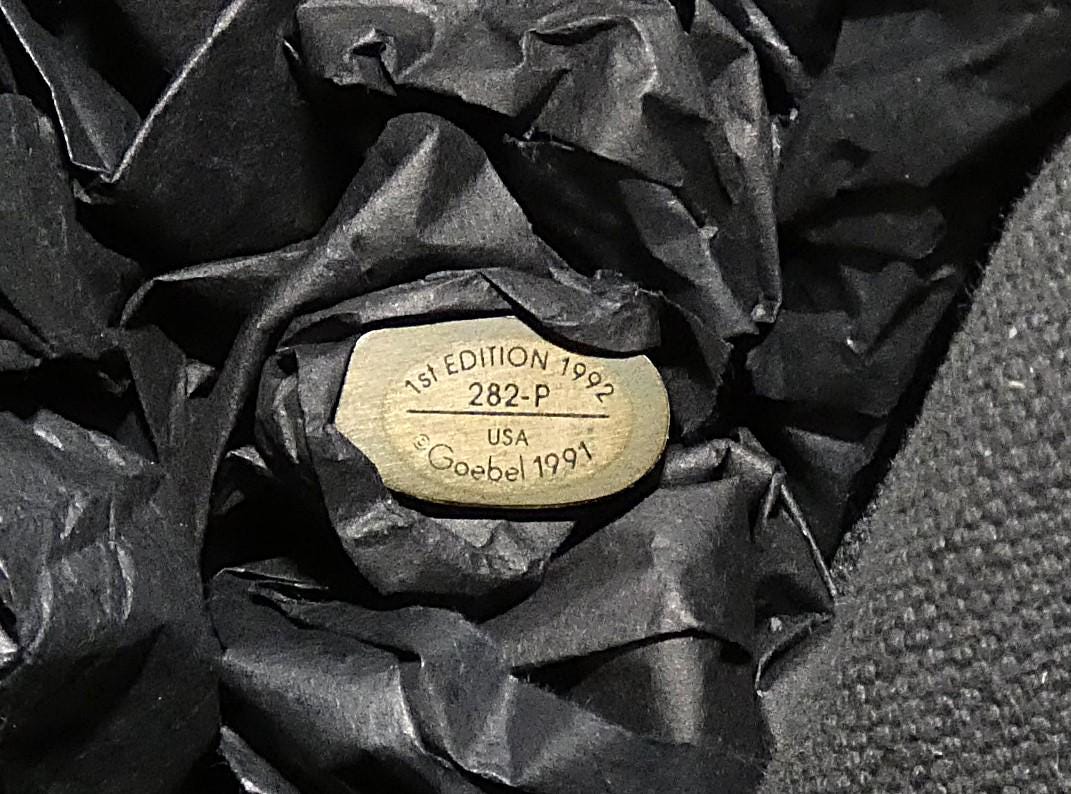 1st EDITION 1992
282-P
USA
© Goebel 1991